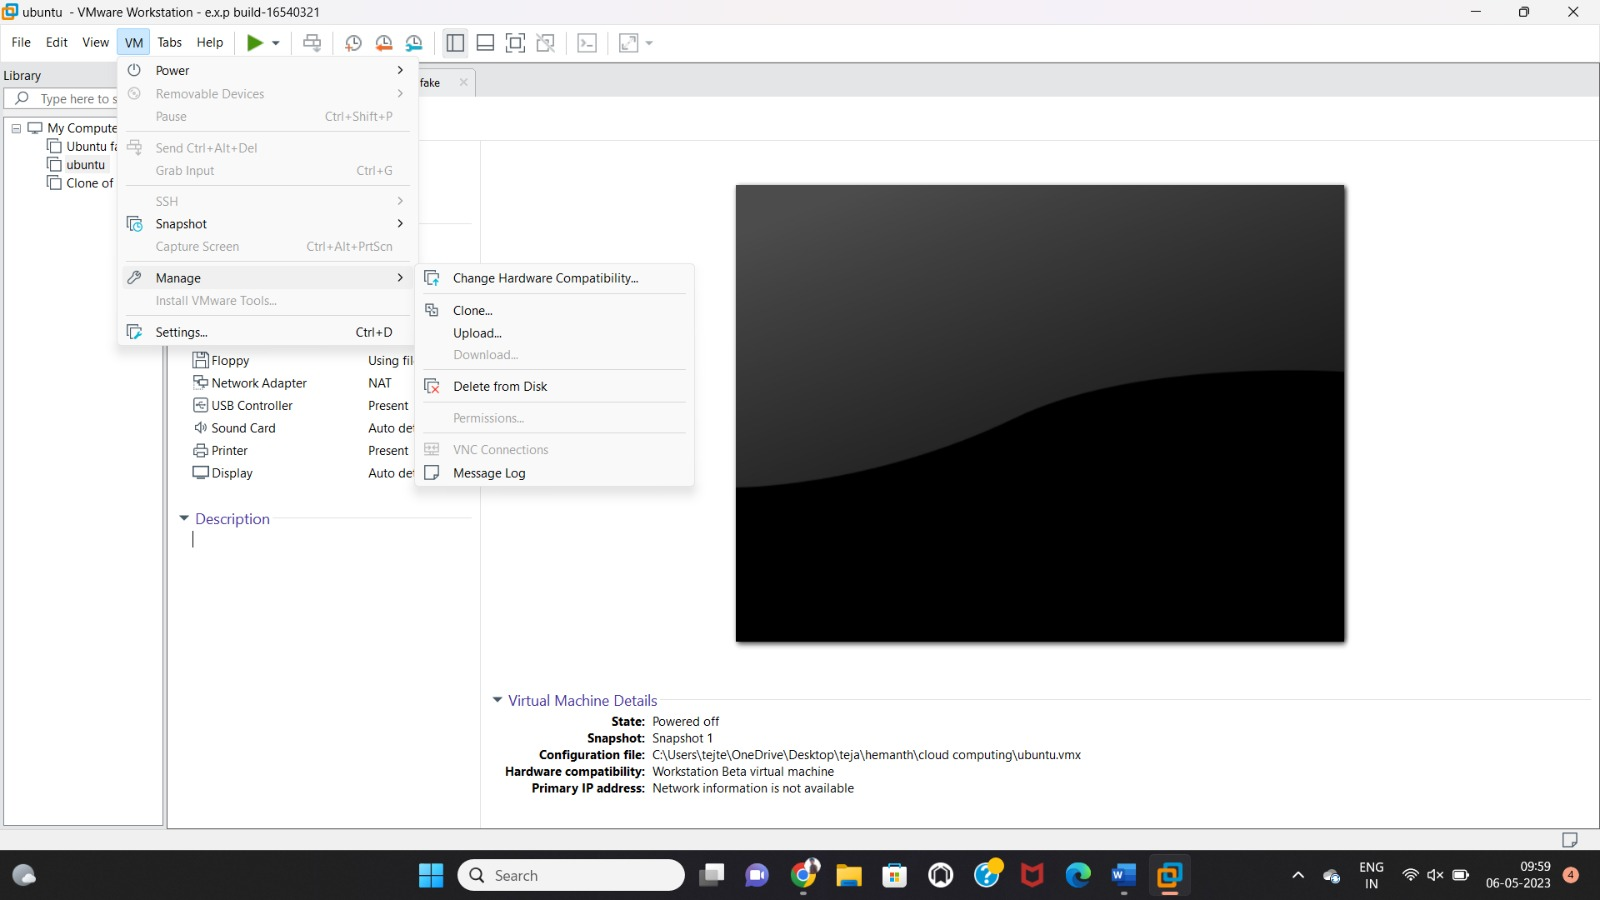 ubuntu - VMware Workstation - e.x.p build-16540321
File Edit View VM Tabs Help
Library
Type here to s
My Compute
Ubuntu fa
ubuntu
Clone of
fake
Power
Removable Devices
Pause Ctrl+Shift+P
Send Ctrl+Alt+Del
Grab Input Ctrl+G
SSH
Snapshot
Capture Screen Ctrl+Alt+PrtScn
Manage
Install VMware Tools...
Settings... Ctrl+D
Change Hardware Compatibility...
Clone...
Upload...
Download...
Delete from Disk
Permissions...
VNC Connections
Message Log
Floppy Using fil
Network Adapter NAT
USB Controller Present
Sound Card Auto det
Printer Present
Display Auto det
Description
Virtual Machine Details
State: Powered off
Snapshot: Snapshot 1
Configuration file: C:\Users\tejte\OneDrive\Desktop\teja\hemanth\cloud computing\ubuntu.vmx
Hardware compatibility: Workstation Beta virtual machine
Primary IP address: Network information is not available
Search
ENG
IN
09:59
06-05-2023
4